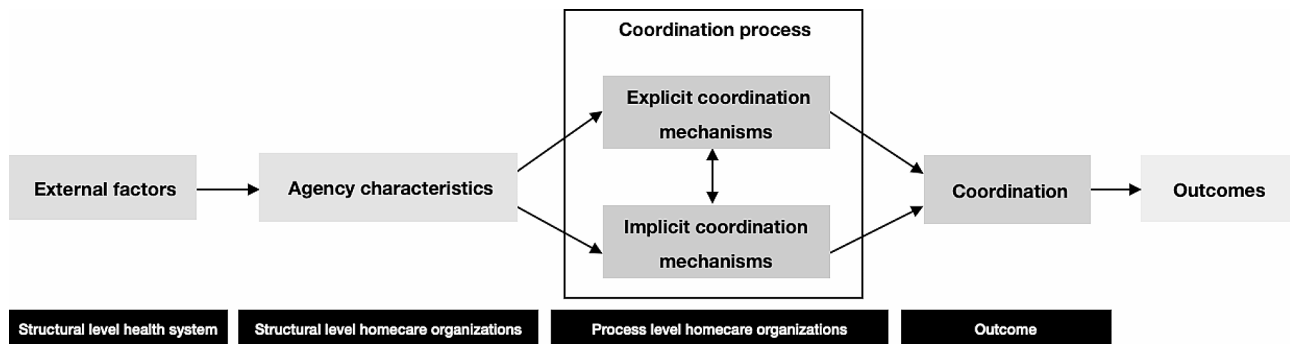 Coordination process
Explicit coordination
mechanisms
External factors
Agency characteristics
Coordination
Outcomes
Implicit coordination
mechanisms
Structural level health system
Structural level homecare organizations
Process level homecare organizations
Outcome